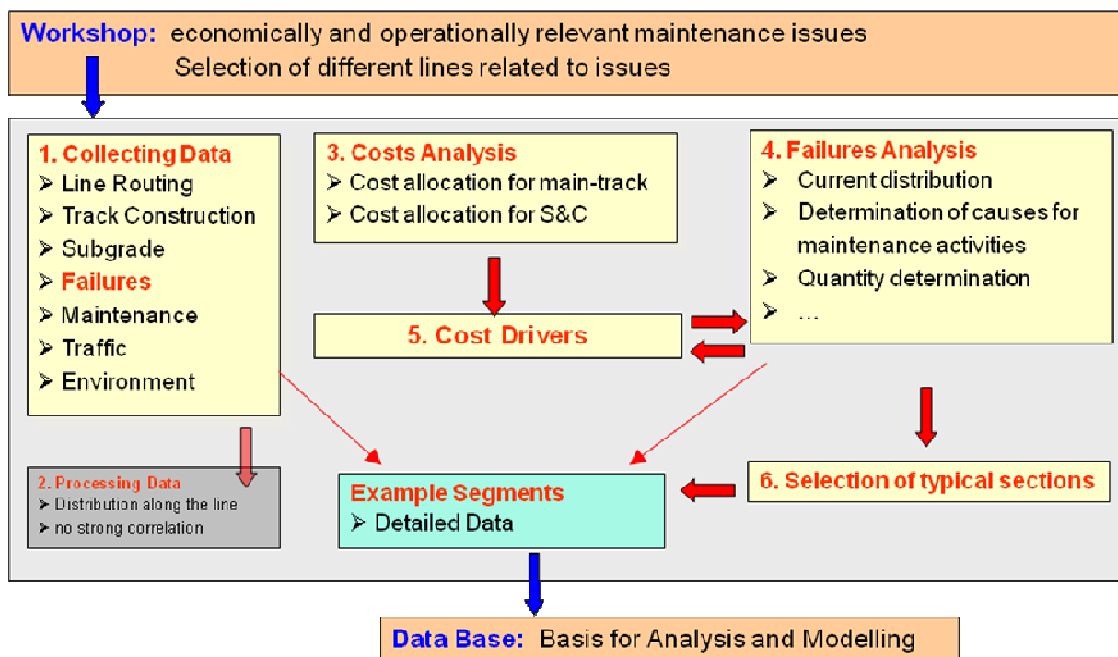 Workshop: economically and operationally relevant maintenance issues
Selection of different lines related to issues
1. Collecting Data
➢ Line Routing
➢ Track Construction
➢ Subgrade
➢ Failures
➢ Maintenance
➢ Traffic
➢ Environment
2. Processing Data
➢ Distribution along the line
➢ no strong correlation
3. Costs Analysis
➢ Cost allocation for main-track
➢ Cost allocation for S&C
4. Failures Analysis
➢ Current distribution
➢ Determination of causes for
maintenance activities
➢ Quantity determination
➢ ...
5. Cost Drivers
6. Selection of typical sections
Example Segments
➢ Detailed Data
Data Base: Basis for Analysis and Modelling